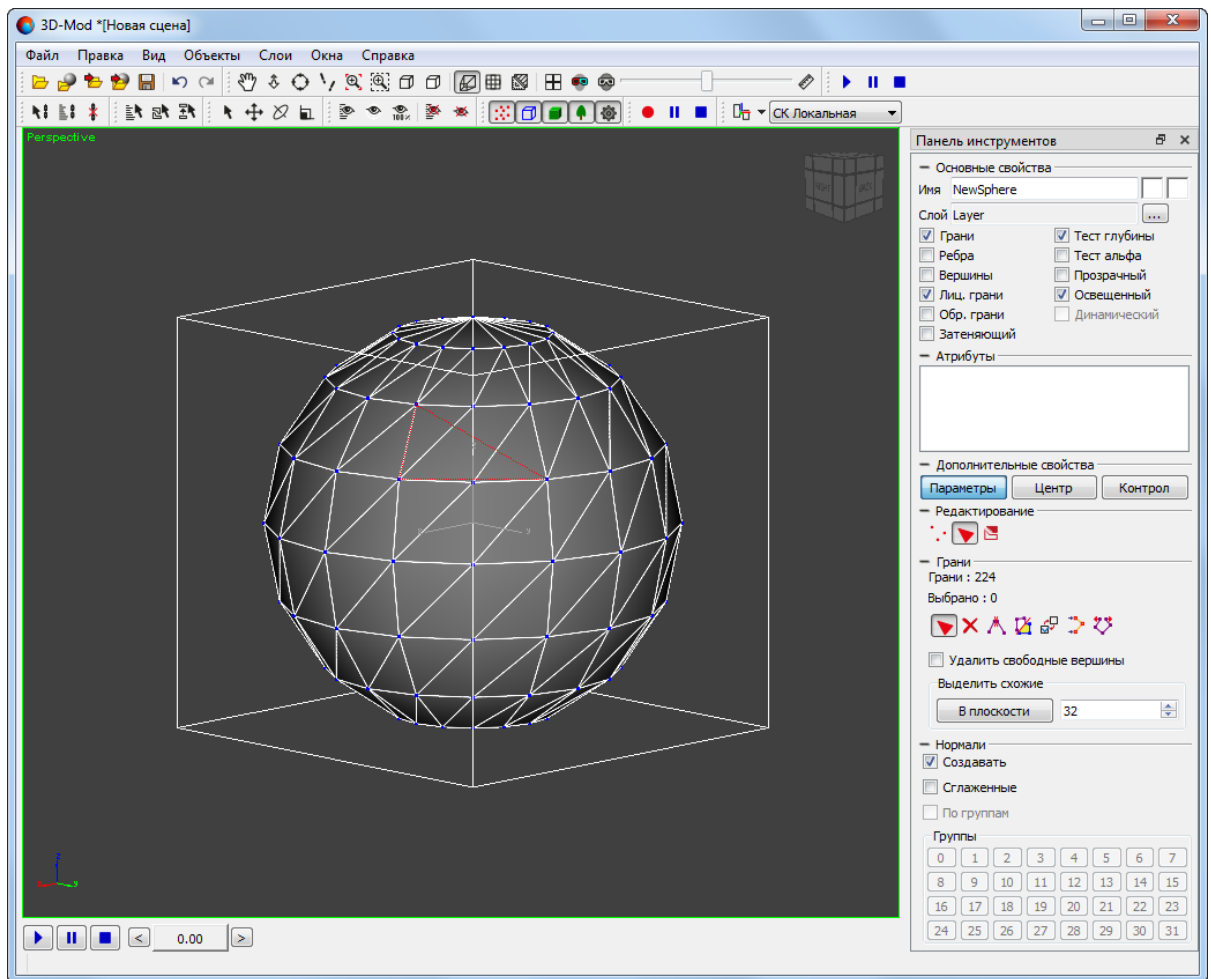 3D-Mod *[Новая сцена]
Файл Правка Вид Объекты Слои Окна Справка
100%
СК Локальная
Perspective
Панель инструментов
Основные свойства
Имя NewSphere
Слой Layer ...
Грани Тест глубины
Ребра Тест альфа
Вершины Прозрачный
Лиц. грани Освещенный
Обр. грани Динамический
Затеняющий
Атрибуты
Дополнительные свойства
Параметры Центр Контрол
Редактирование
Грани
Грани : 224
Выбрано : 0
Удалить свободные вершины
Выделить схожие
В плоскости 32
Нормали
Создавать
Сглаженные
По группам
Группы
0 1 2 3 4 5 6 7
8 9 10 11 12 13 14 15
16 17 18 19 20 21 22 23
24 25 26 27 28 29 30 31
y
z
y
< 0.00 >